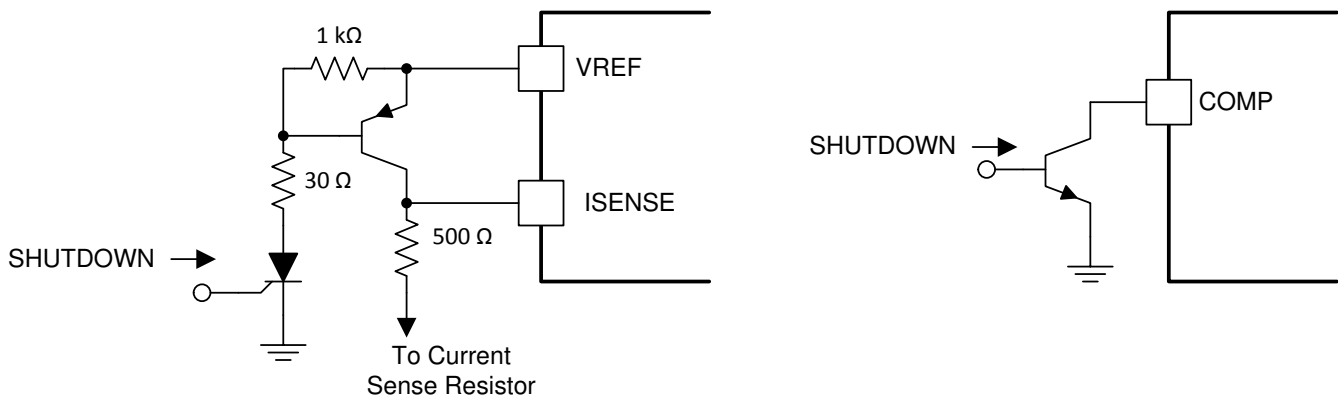 1 kΩ
VREF
30 Ω
ISENSE
500 Ω
SHUTDOWN
To Current
Sense Resistor
COMP
SHUTDOWN